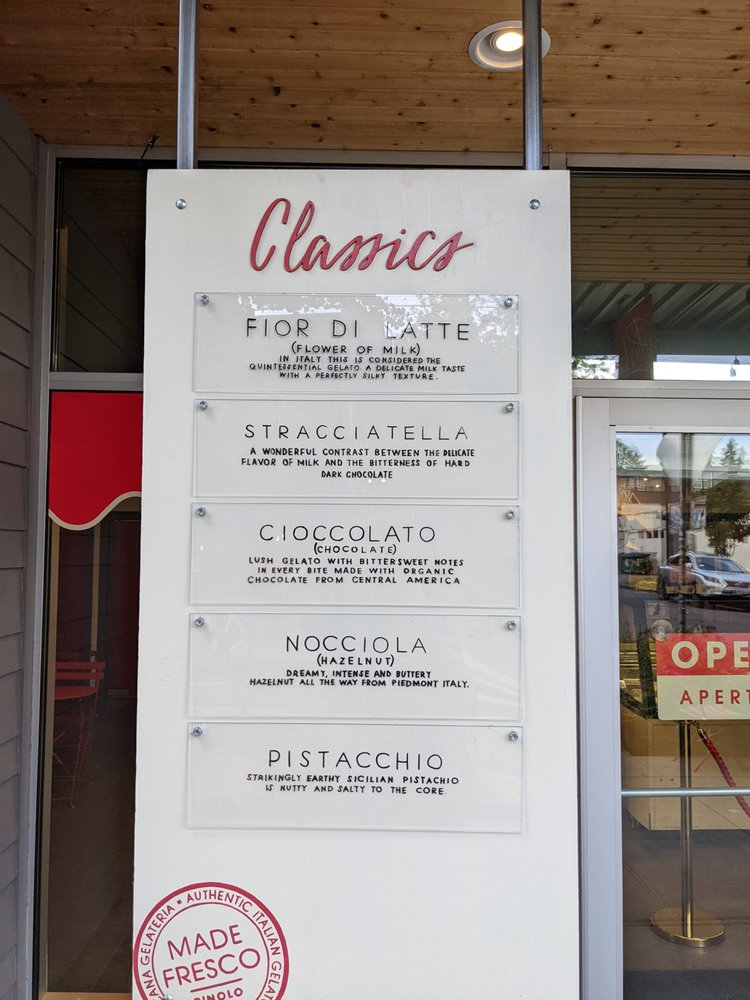 Classics
FIOR DI LATTE
(FLOWER OF MILK)
IN ITALY THIS IS CONSIDERED THE
QUINTESSENTIAL GELATO. A DELICATE MILK TASTE
WITH A PERFECTLY SILKY TEXTURE.
STRACCIATELLA
A WONDERFUL CONTRAST BETWEEN THE DELICATE
FLAVOR OF MILK AND THE BITTERNESS OF HARD
DARK CHOCOLATE
CIOCCOLATO
(CHOCOLATE)
LUSH GELATO WITH BITTERSWEET NOTES
IN EVERY BITE MADE WITH ORGANIC
CHOCOLATE FROM CENTRAL AMERICA
NOCCIOLA
(HAZELNUT)
DREAMY, INTENSE AND BUTTERY
HAZELNUT ALL THE WAY FROM PIEDMONT ITALY.
PISTACCHIO
STRIKINGLY EARTHY SICILIAN PISTACHIO
IS NUTTY AND SALTY TO THE CORE.
OPE
APERT
ANA GELATERIA • AUTHENTIC ITALIAN GELAT
MADE
FRESCO
PINOLO